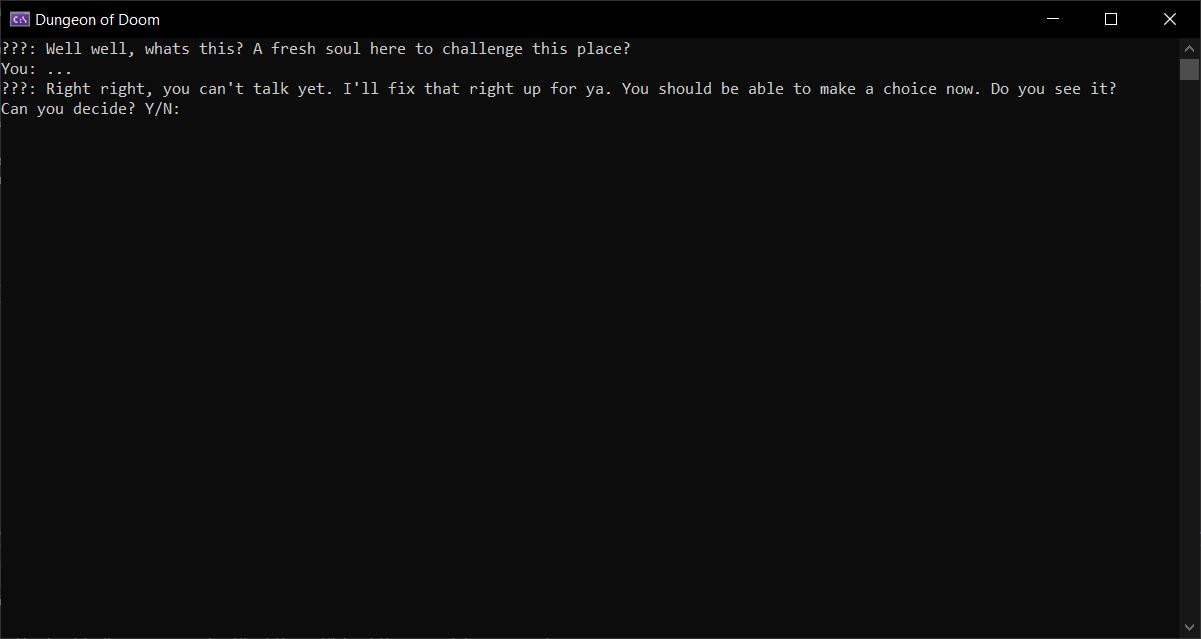 Dungeon of Doom
???: Well well, whats this? A fresh soul here to challenge this place?
You: ...
???: Right right, you can't talk yet. I'll fix that right up for ya. You should be able to make a choice now. Do you see it?
Can you decide? Y/N: